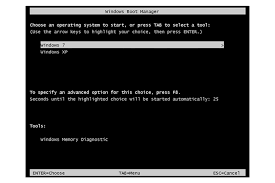 Windows Boot Manager
Choose an operating system to start, or press TAB to select a tool:
(Use the arrow keys to highlight your choice, then press ENTER.)
Windows 7 >
Windows XP
To specify an advanced option for this choice, press F8.
Seconds until the highlighted choice will be started automatically: 25
Tools:
Windows Memory Diagnostic
ENTER=Choose TAB=Menu ESC=Cancel